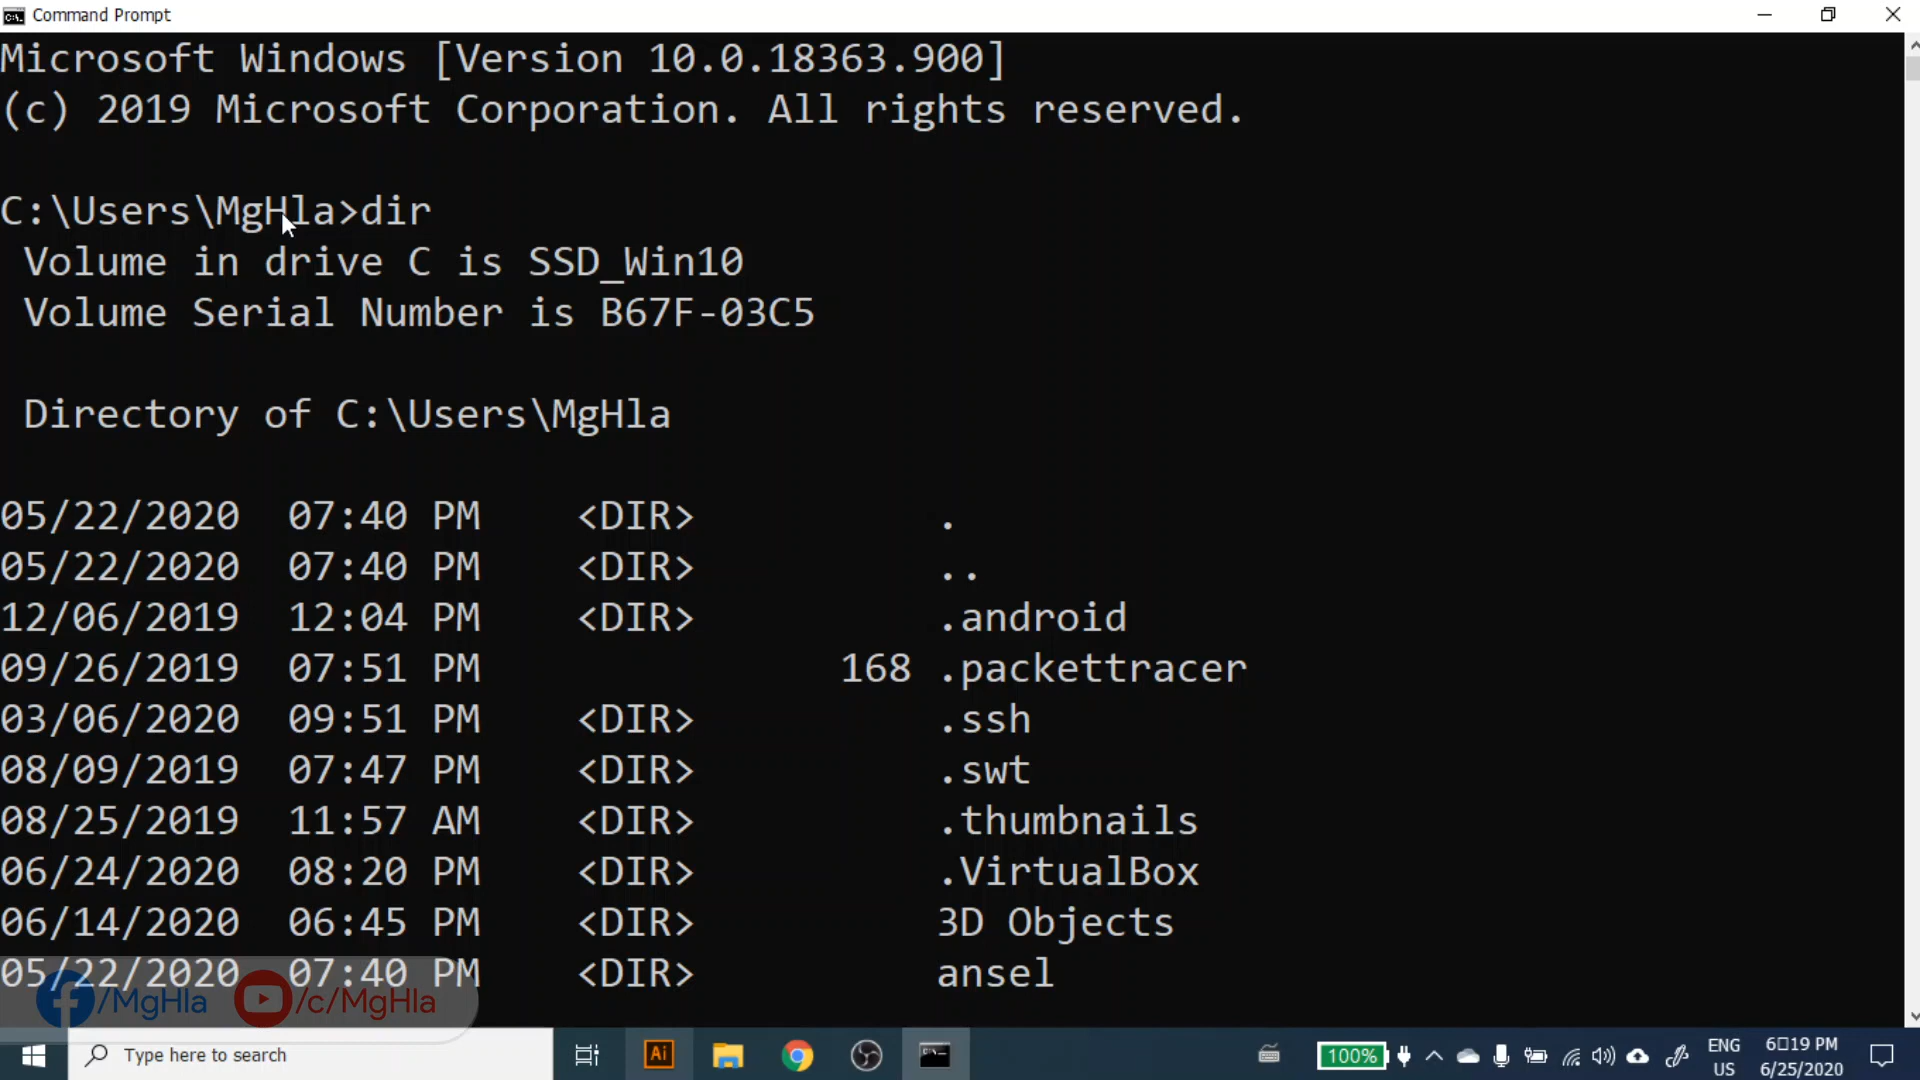 Command Prompt
Microsoft Windows [Version 10.0.18363.900]
(c) 2019 Microsoft Corporation. All rights reserved.
C:\Users\MgHla>dir
Volume in drive C is SSD_Win10
Volume Serial Number is B67F-03C5
Directory of C:\Users\MgHla
05/22/2020  07:40 PM    <DIR>          .
05/22/2020  07:40 PM    <DIR>          ..
12/06/2019  12:04 PM    <DIR>          .android
09/26/2019  07:51 PM               168 .packettracer
03/06/2020  09:51 PM    <DIR>          .ssh
08/09/2019  07:47 PM    <DIR>          .swt
08/25/2019  11:57 AM    <DIR>          .thumbnails
06/24/2020  08:20 PM    <DIR>          .VirtualBox
06/14/2020  06:45 PM    <DIR>          3D Objects
05/22/2020  07:40 PM    <DIR>          ansel
/MgHla /c/MgHla
Type here to search
Ai
100%
ENG
US
6□19 PM
6/25/2020